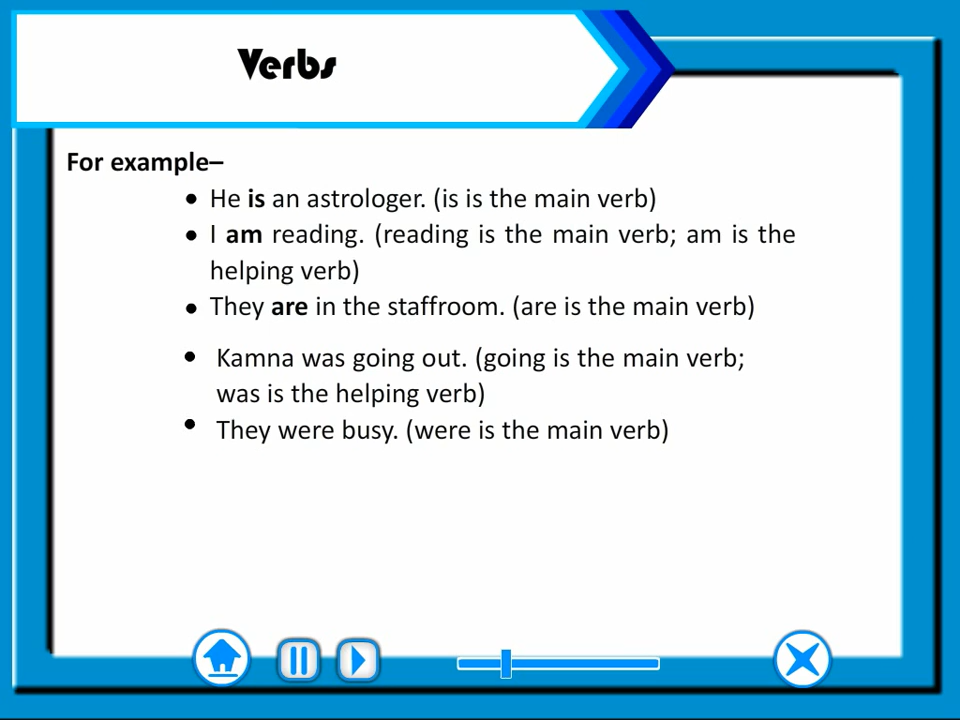 Verbs
For example–
• He is an astrologer. (is is the main verb)
• I am reading. (reading is the main verb; am is the
helping verb)
• They are in the staffroom. (are is the main verb)
• Kamna was going out. (going is the main verb;
was is the helping verb)
• They were busy. (were is the main verb)